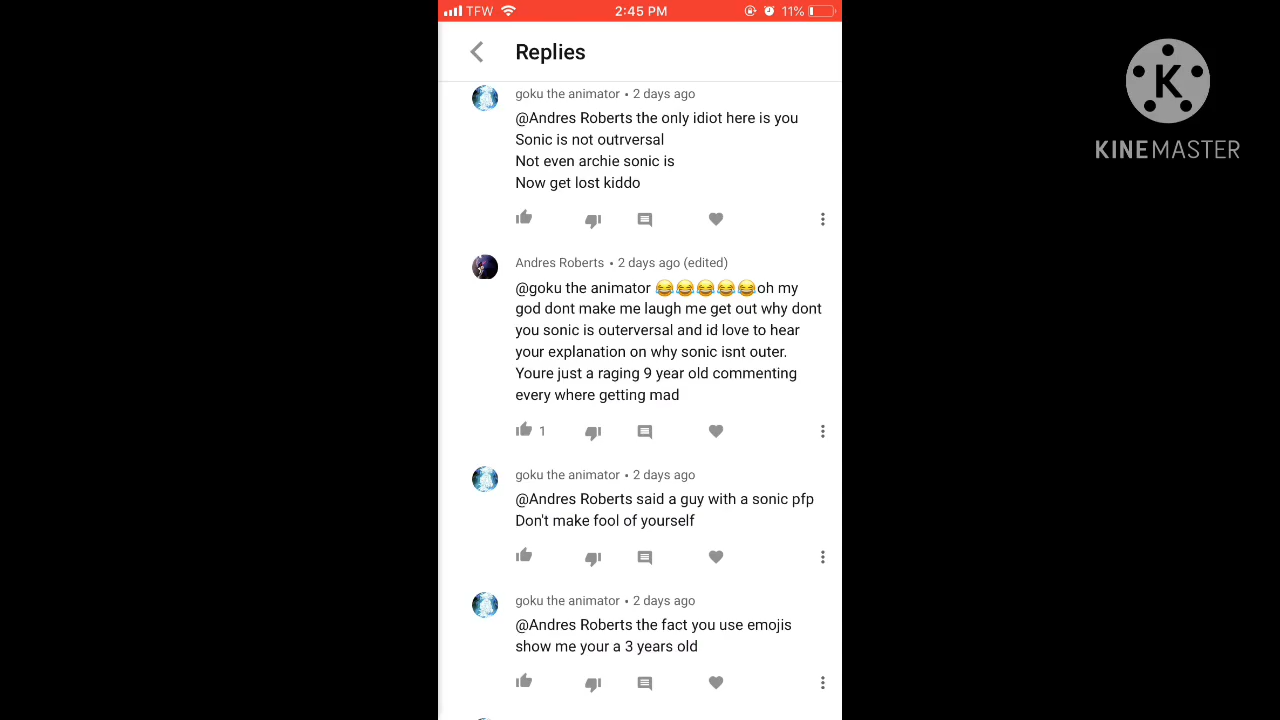 TFW 2:45 PM 11%
Replies
K
KINEMASTER
goku the animator • 2 days ago
@Andres Roberts the only idiot here is you
Sonic is not outrversal
Not even archie sonic is
Now get lost kiddo
Andres Roberts • 2 days ago (edited)
@goku the animator 😂😂😂😂😂oh my
god dont make me laugh me get out why dont
you sonic is outerversal and id love to hear
your explanation on why sonic isnt outer.
Youre just a raging 9 year old commenting
every where getting mad
1
goku the animator • 2 days ago
@Andres Roberts said a guy with a sonic pfp
Don't make fool of yourself
goku the animator • 2 days ago
@Andres Roberts the fact you use emojis
show me your a 3 years old